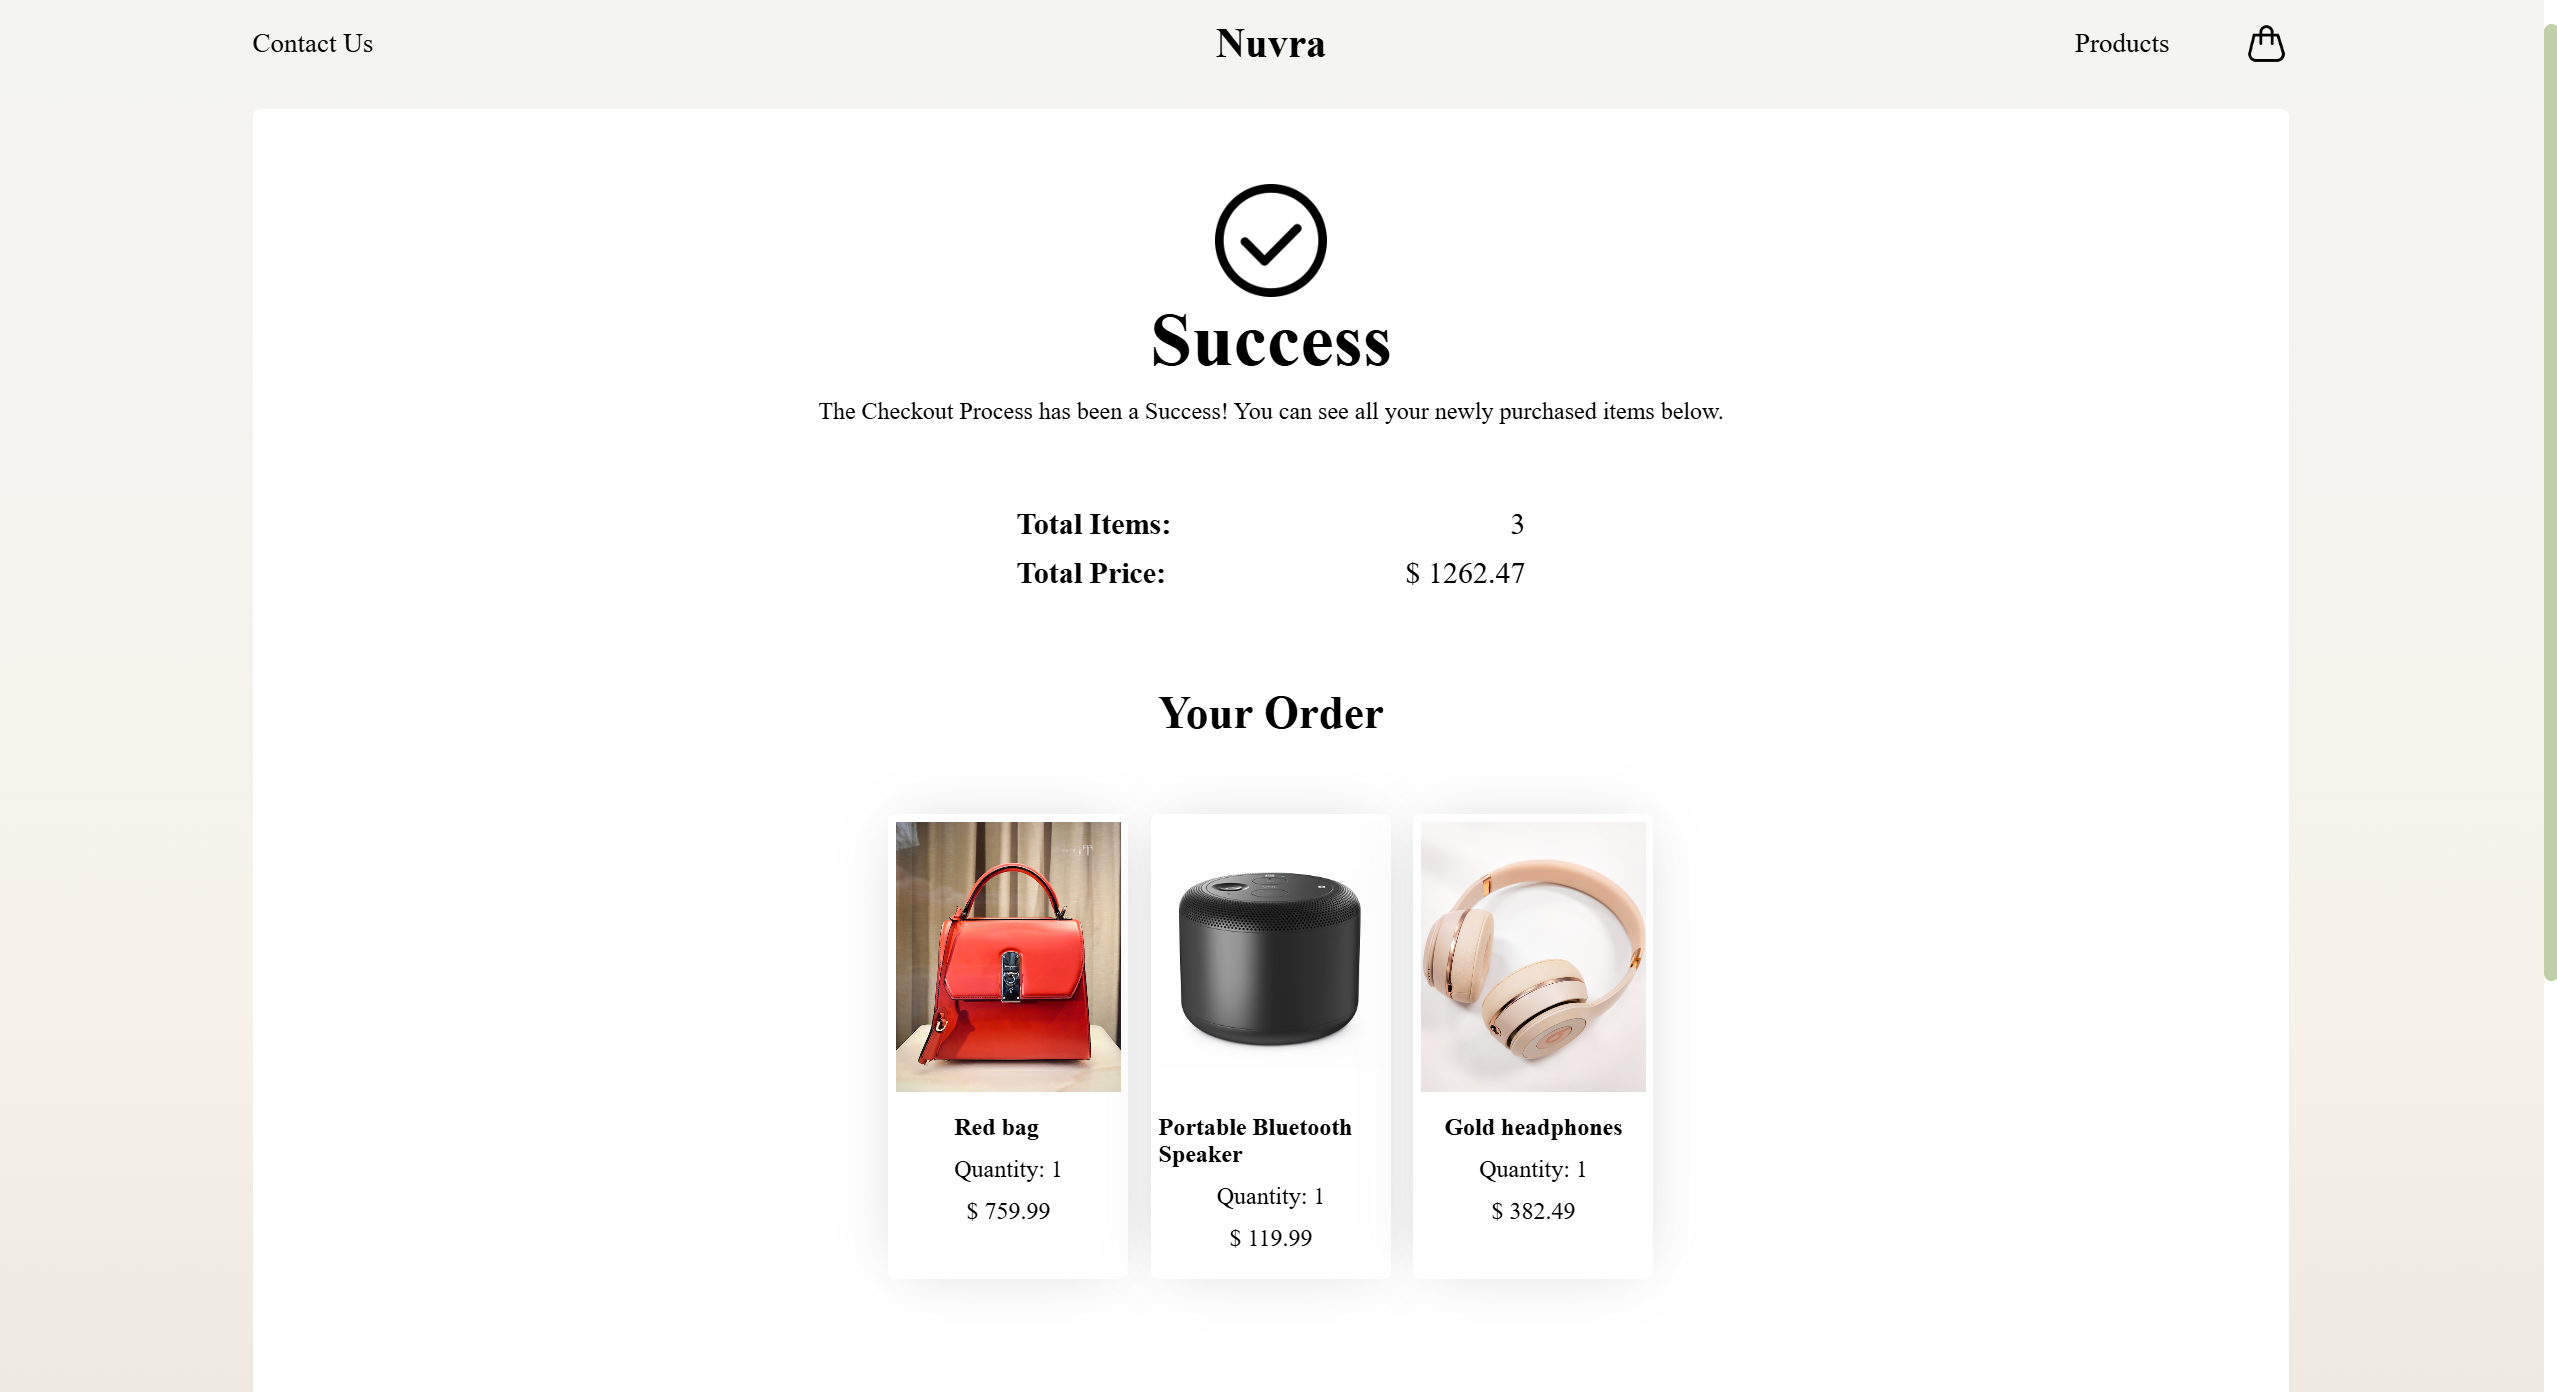 Contact Us
Nuvra
Products
Success
The Checkout Process has been a Success! You can see all your newly purchased items below.
Total Items: 3
Total Price: $ 1262.47
Your Order
Red bag
Quantity: 1
$ 759.99
Portable Bluetooth
Speaker
Quantity: 1
$ 119.99
Gold headphones
Quantity: 1
$ 382.49